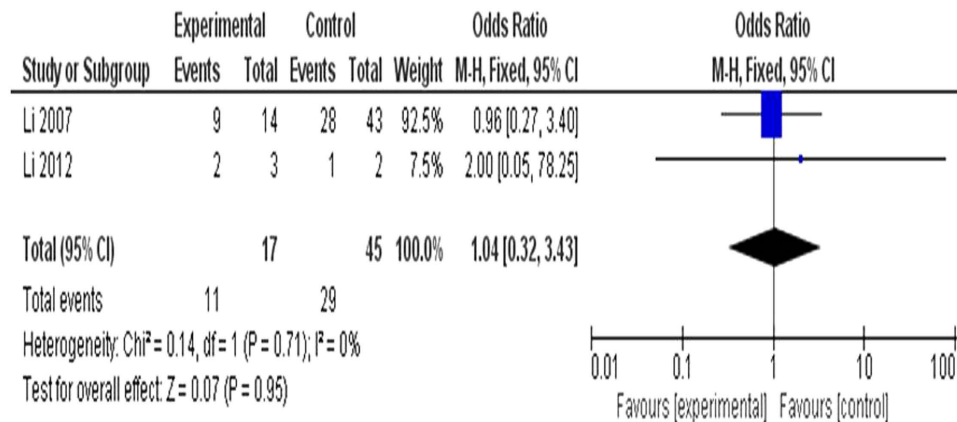 Experimental Control Odds Ratio Odds Ratio
Study or Subgroup Events Total Events Total Weight M-H, Fixed, 95% CI M-H, Fixed, 95% CI
Li 2007 9 14 28 43 92.5% 0.96 [0.27, 3.40]
Li 2012 2 3 1 2 7.5% 2.00 [0.05, 78.25]
Total (95% CI) 17 45 100.0% 1.04 [0.32, 3.43]
Total events 11 29
Heterogeneity: Chi² = 0.14, df = 1 (P = 0.71); I² = 0%
Test for overall effect: Z = 0.07 (P = 0.95)
0.01 0.1 1 10 100
Favours [experimental] Favours [control]